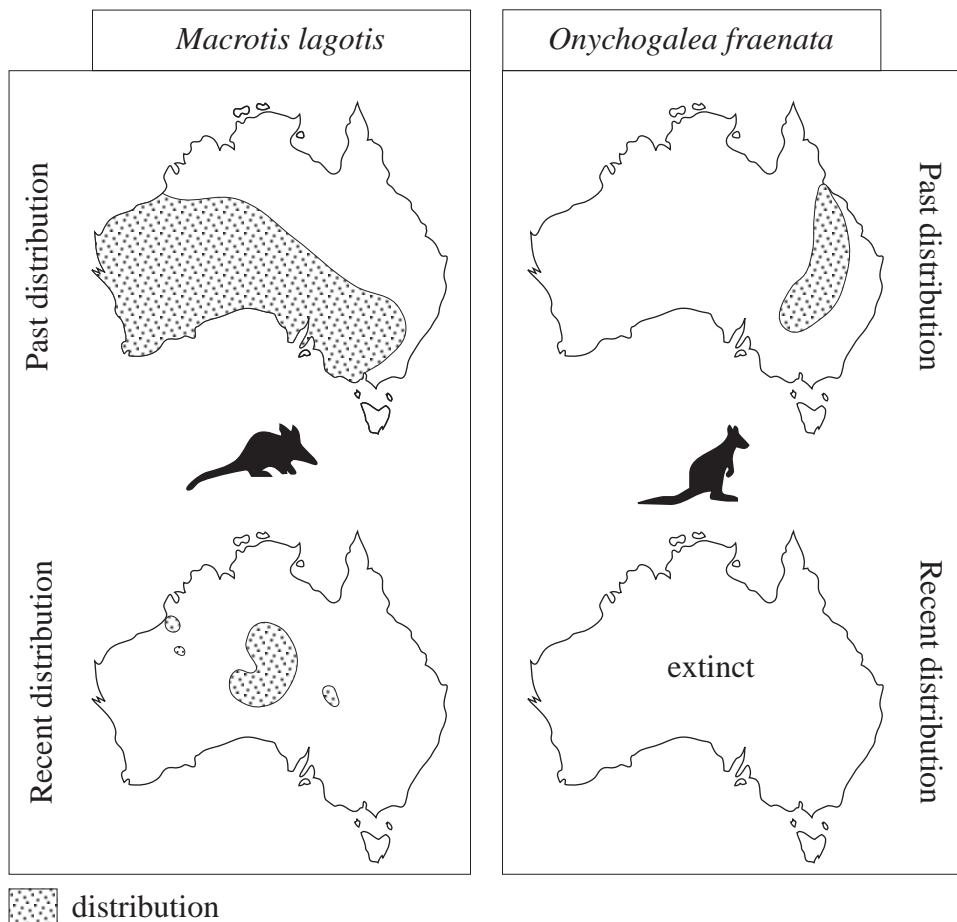 Macrotis lagotis
Past distribution
Recent distribution
Onychogalea fraenata
Past distribution
extinct
Recent distribution
distribution